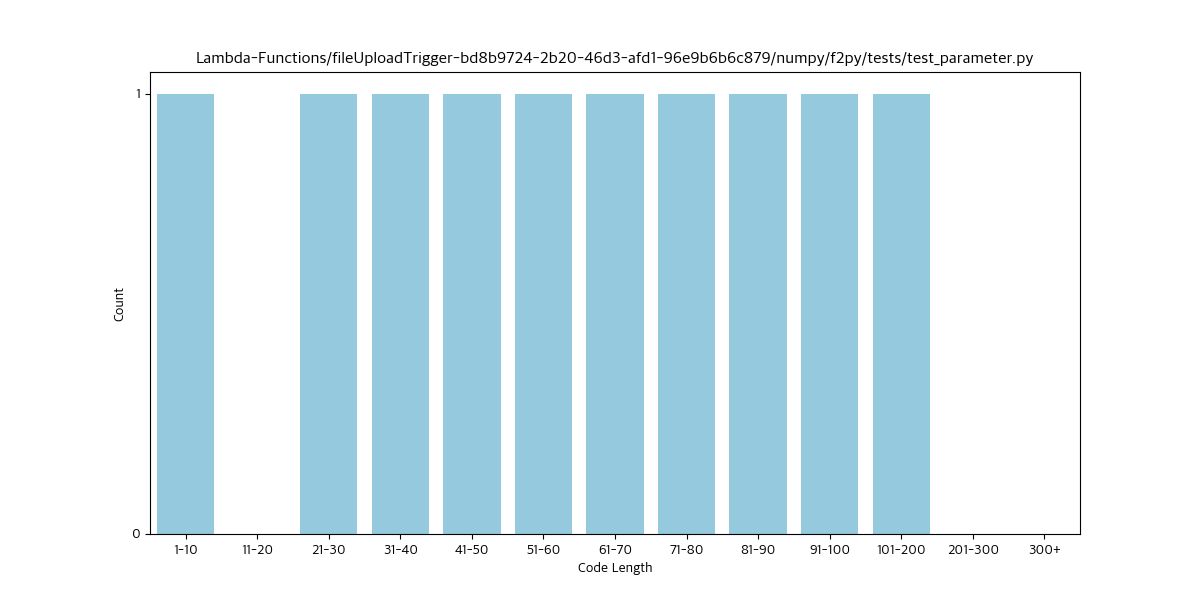 Lambda-Functions/fileUploadTrigger-bd8b9724-2b20-46d3-afd1-96e9b6b6c879/numpy/f2py/tests/test_parameter.py
1
Count
0
1-10 11-20 21-30 31-40 41-50 51-60 61-70 71-80 81-90 91-100 101-200 201-300 300+
Code Length